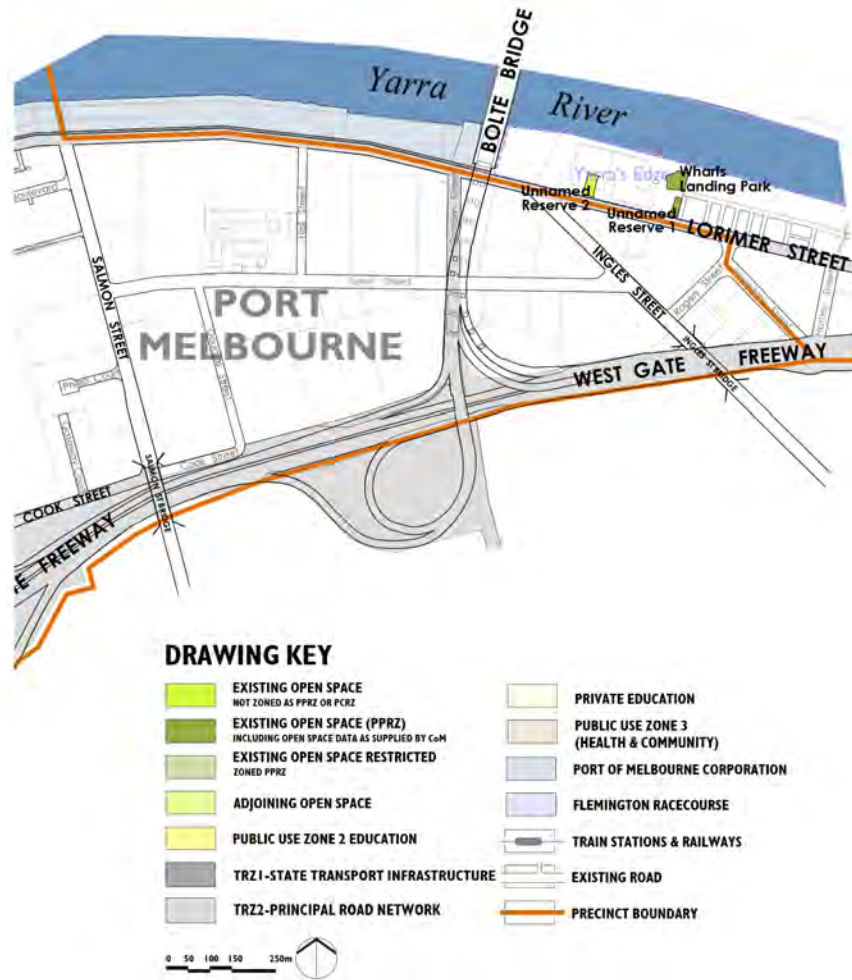 Yarra
River
BOLTE BRIDGE
Yarra's Edge
Wharfs
Landing Park
Unnamed
Reserve 2
Unnamed
Reserve 1
LORIMER STREET
SALMON STREET
INGLES STREET
Rogers Street
Turner Street
PORT
MELBOURNE
INGLES ST BRIDGE
WEST GATE FREEWAY
Cook Street
SALMON ST BRIDGE
COOK STREET
E FREEWAY
DRAWING KEY
EXISTING OPEN SPACE
NOT ZONED AS PPRZ OR PCRZ
EXISTING OPEN SPACE (PPRZ)
INCLUDING OPEN SPACE DATA AS SUPPLIED BY CoM
EXISTING OPEN SPACE RESTRICTED
ZONED PPRZ
ADJOINING OPEN SPACE
PUBLIC USE ZONE 2 EDUCATION
TRZ1-STATE TRANSPORT INFRASTRUCTURE
TRZ2-PRINCIPAL ROAD NETWORK
PRIVATE EDUCATION
PUBLIC USE ZONE 3
(HEALTH & COMMUNITY)
PORT OF MELBOURNE CORPORATION
FLEMINGTON RACECOURSE
TRAIN STATIONS & RAILWAYS
EXISTING ROAD
PRECINCT BOUNDARY
0 50 100 150 250m